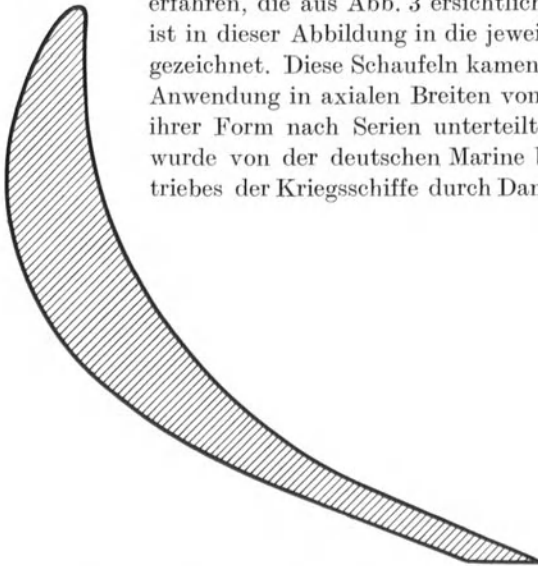 erfahren, die aus Abb. 3 ersichtlich
ist in dieser Abbildung in die jewei
gezeichnet. Diese Schaufeln kamen
Anwendung in axialen Breiten von
ihrer Form nach Serien unterteilt
wurde von der deutschen Marine
triebes der Kriegsschiffe durch Dar